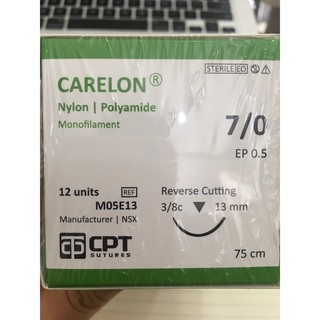 STERILE EO
CARELON®
Nylon | Polyamide
Monofilament
7/0
EP 0.5
12 units REF
M05E13
Manufacturer | NSX
Reverse Cutting
3/8c 13 mm
CPT
SUTURES
75 cm